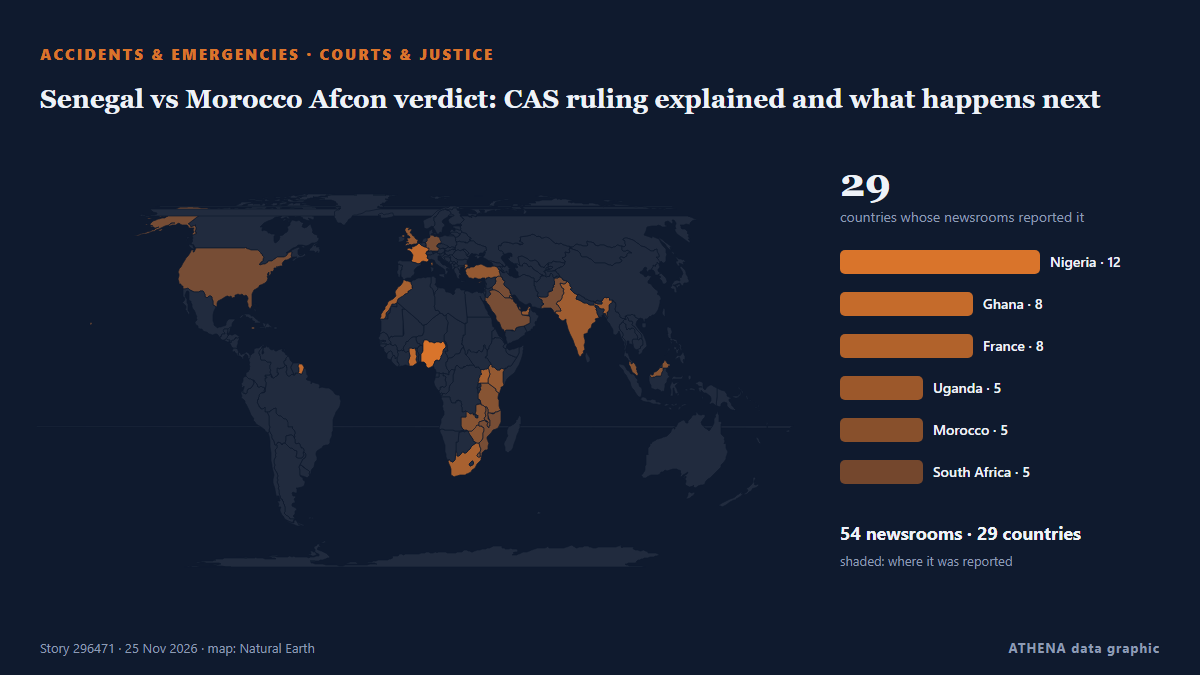 ACCIDENTS & EMERGENCIES · COURTS & JUSTICE
Senegal vs Morocco Afcon verdict: CAS ruling explained and what happens next
29
countries whose newsrooms reported it
Nigeria · 12
Ghana · 8
France · 8
Uganda · 5
Morocco · 5
South Africa · 5
54 newsrooms · 29 countries
shaded: where it was reported
Story 296471 · 25 Nov 2026 · map: Natural Earth
ATHENA data graphic